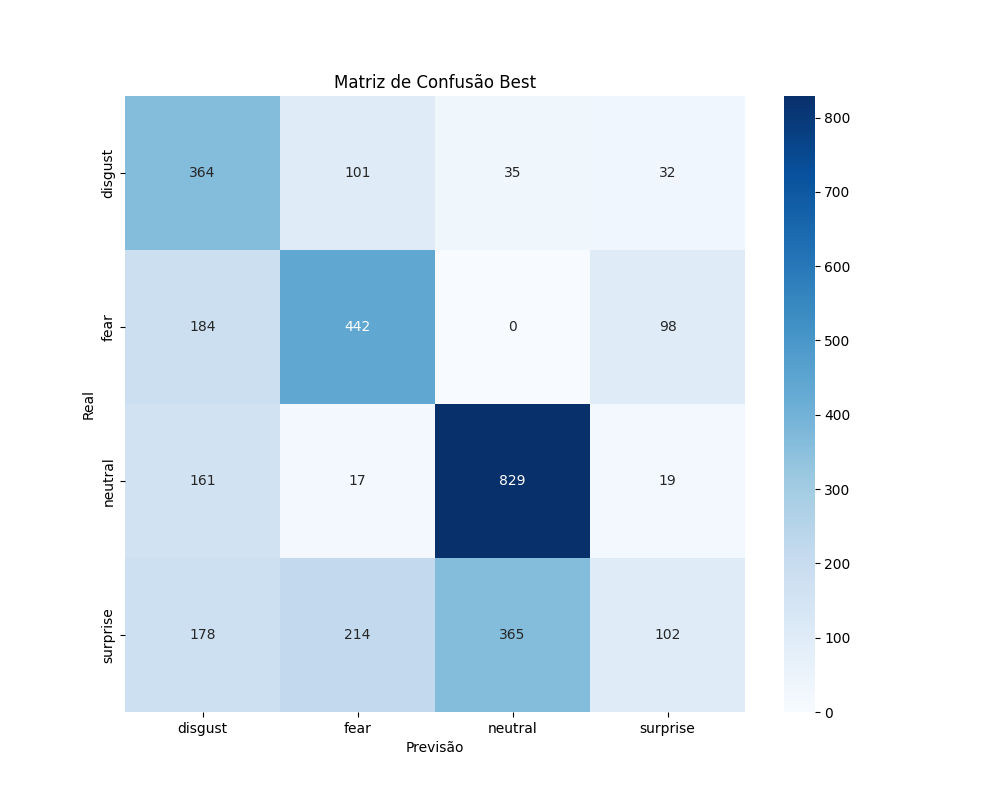 Matriz de Confusão Best
disgust 364 101 35 32
fear 184 442 0 98
neutral 161 17 829 19
surprise 178 214 365 102
disgust fear neutral surprise
Previsão
Real
800
700
600
500
400
300
200
100
0